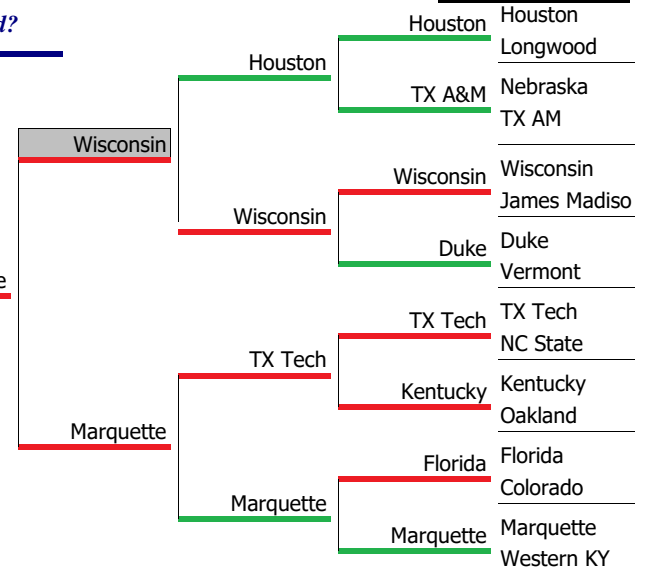 d?
Houston
Houston
Longwood
Houston
TX A&M
Nebraska
TX AM
Wisconsin
Wisconsin
Wisconsin
James Madiso
Wisconsin
Duke
Duke
Vermont
e
TX Tech
TX Tech
NC State
TX Tech
Kentucky
Kentucky
Oakland
Marquette
Florida
Florida
Colorado
Marquette
Marquette
Marquette
Western KY